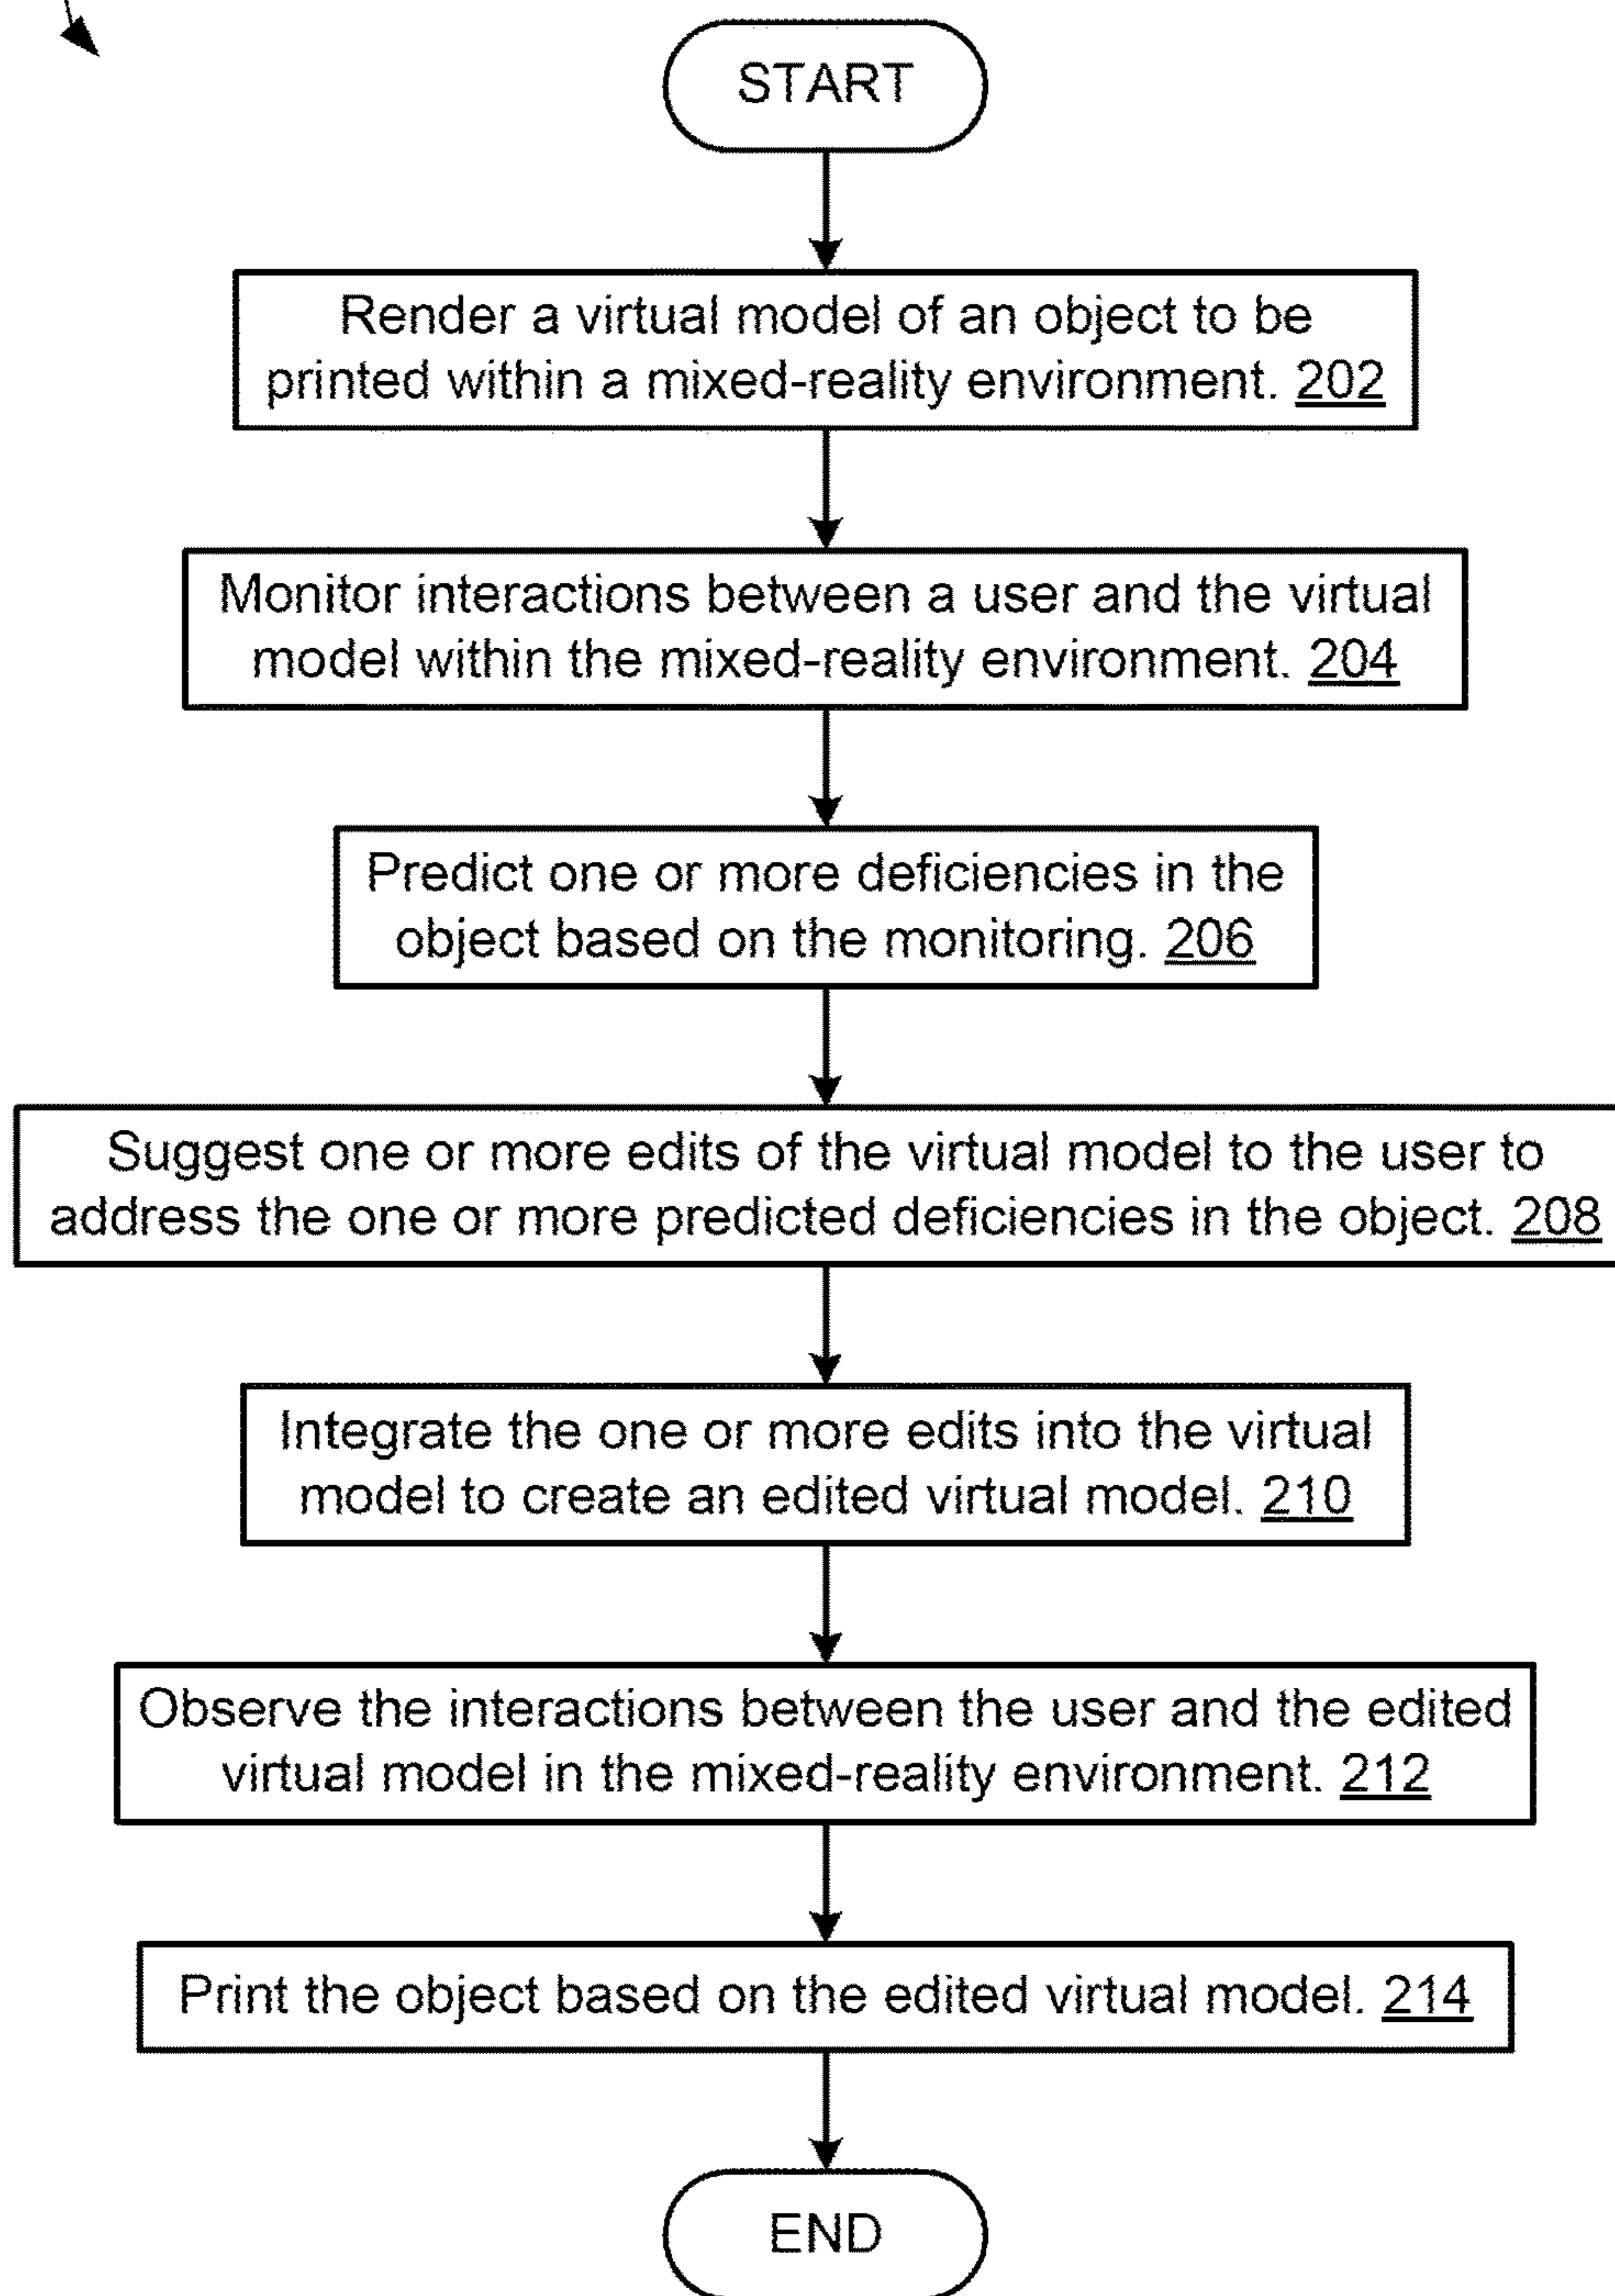 START
Render a virtual model of an object to be
printed within a mixed-reality environment. 202
Monitor interactions between a user and the virtual
model within the mixed-reality environment. 204
Predict one or more deficiencies in the
object based on the monitoring. 206
Suggest one or more edits of the virtual model to the user to
address the one or more predicted deficiencies in the object. 208
Integrate the one or more edits into the virtual
model to create an edited virtual model. 210
Observe the interactions between the user and the edited
virtual model in the mixed-reality environment. 212
Print the object based on the edited virtual model. 214
END